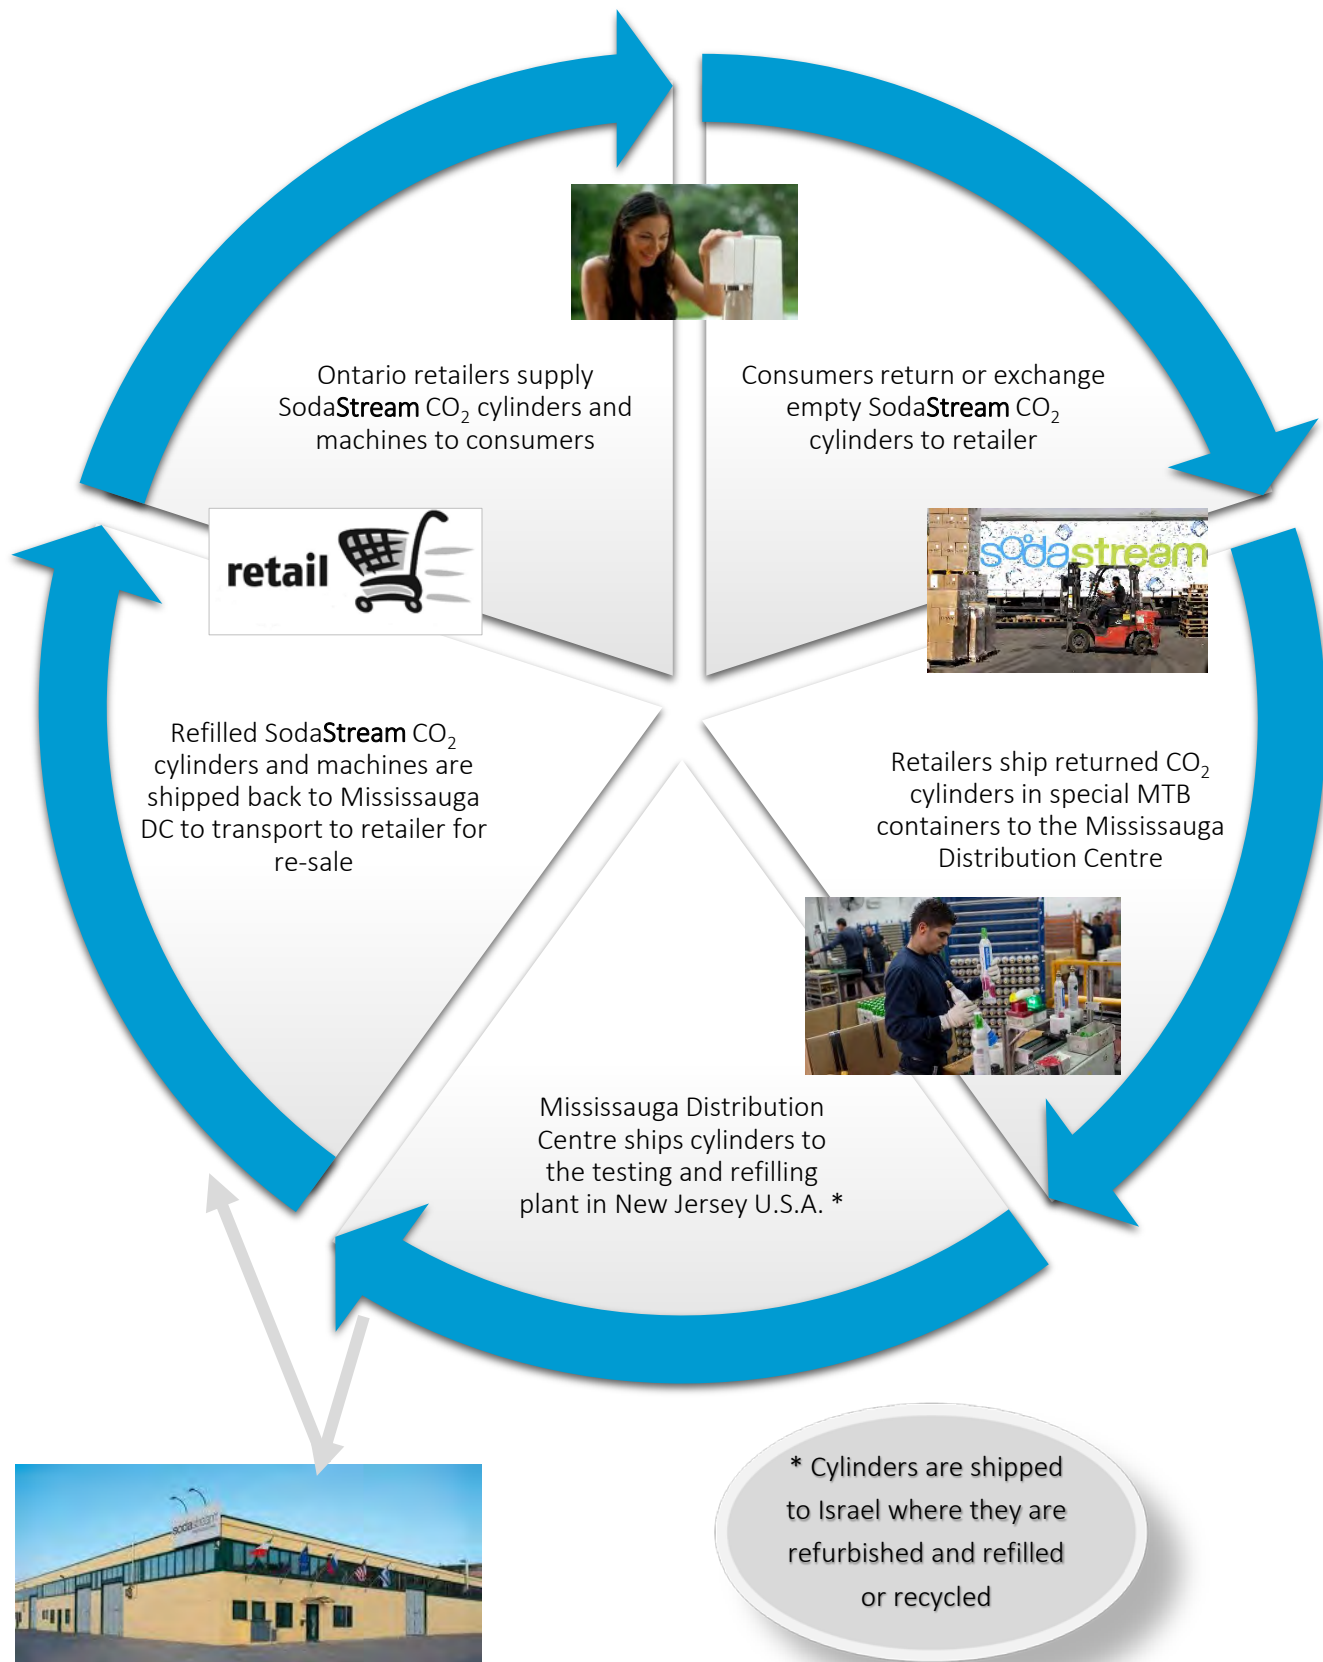 Ontario retailers supply
SodaStream CO₂ cylinders and
machines to consumers
Consumers return or exchange
empty SodaStream CO₂
cylinders to retailer
retail
sodastream
Refilled SodaStream CO₂
cylinders and machines are
shipped back to Mississauga
DC to transport to retailer for
re-sale
Retailers ship returned CO₂
cylinders in special MTB
containers to the Mississauga
Distribution Centre
Mississauga Distribution
Centre ships cylinders to
the testing and refilling
plant in New Jersey U.S.A. *
* Cylinders are shipped
to Israel where they are
refurbished and refilled
or recycled
sodastream